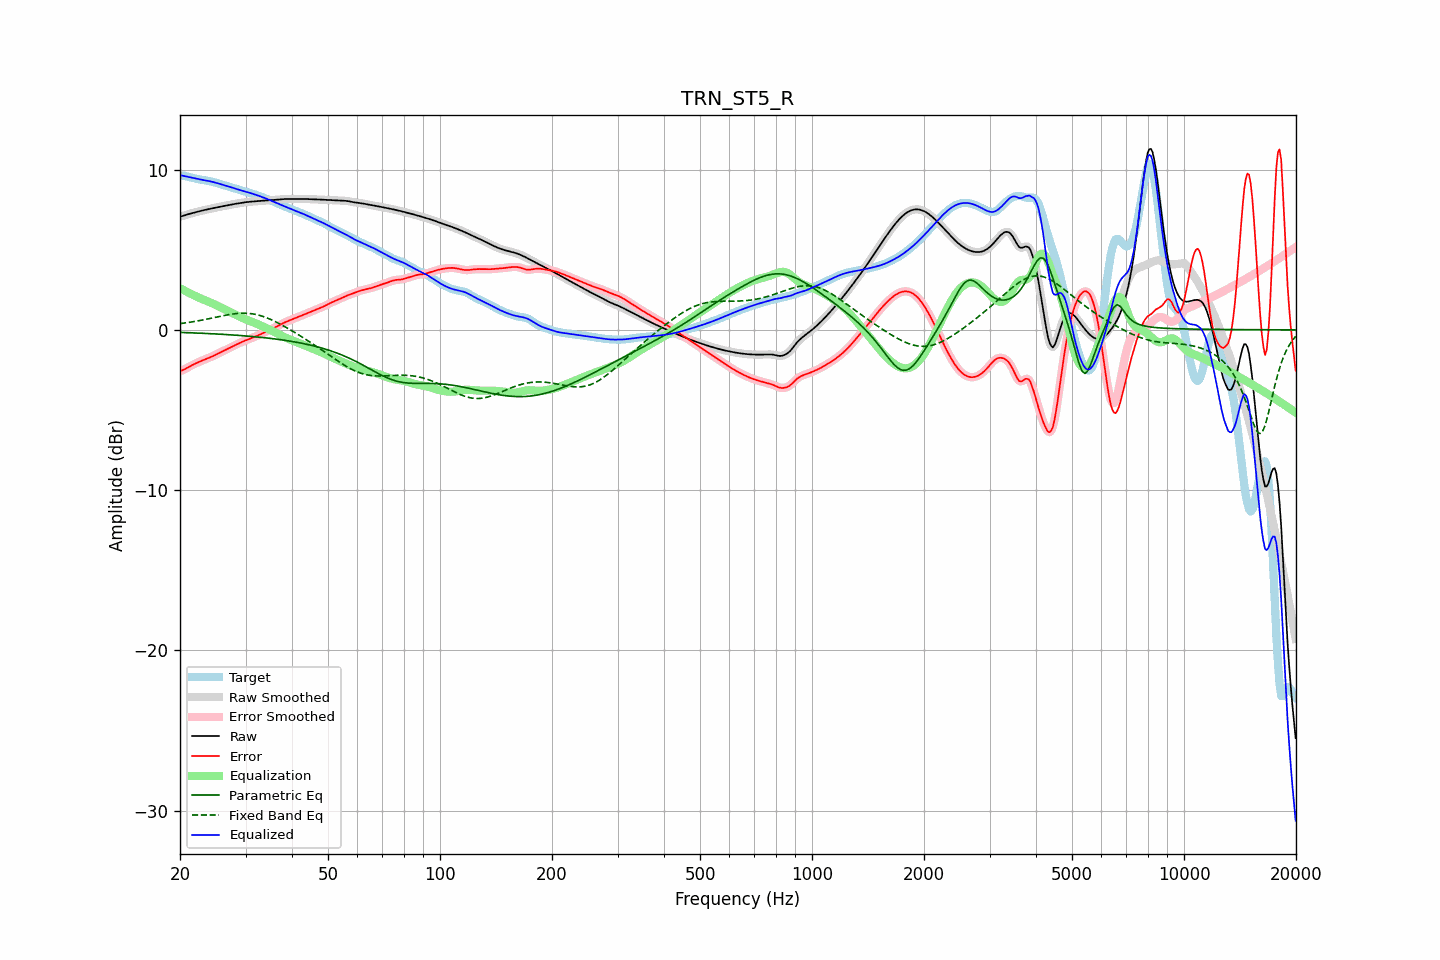 TRN_ST5_R
10
0
−10
−20
−30
Amplitude (dBr)
Target
Raw Smoothed
Error Smoothed
Raw
Error
Equalization
Parametric Eq
Fixed Band Eq
Equalized
20 50 100 200 500 1000 2000 5000 10000 20000
Frequency (Hz)